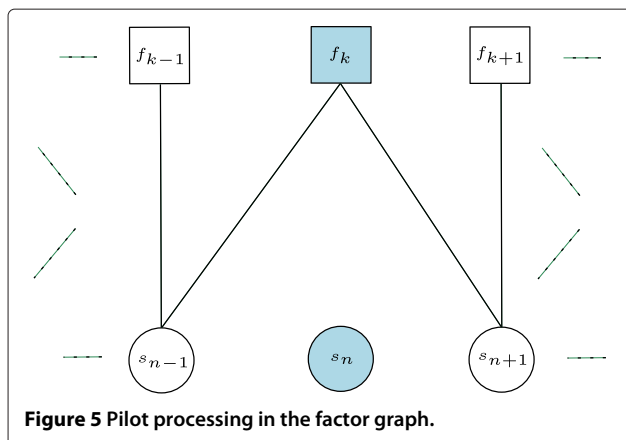 f_{k-1} f_k f_{k+1}
s_{n-1} s_n s_{n+1}
Figure 5 Pilot processing in the factor graph.